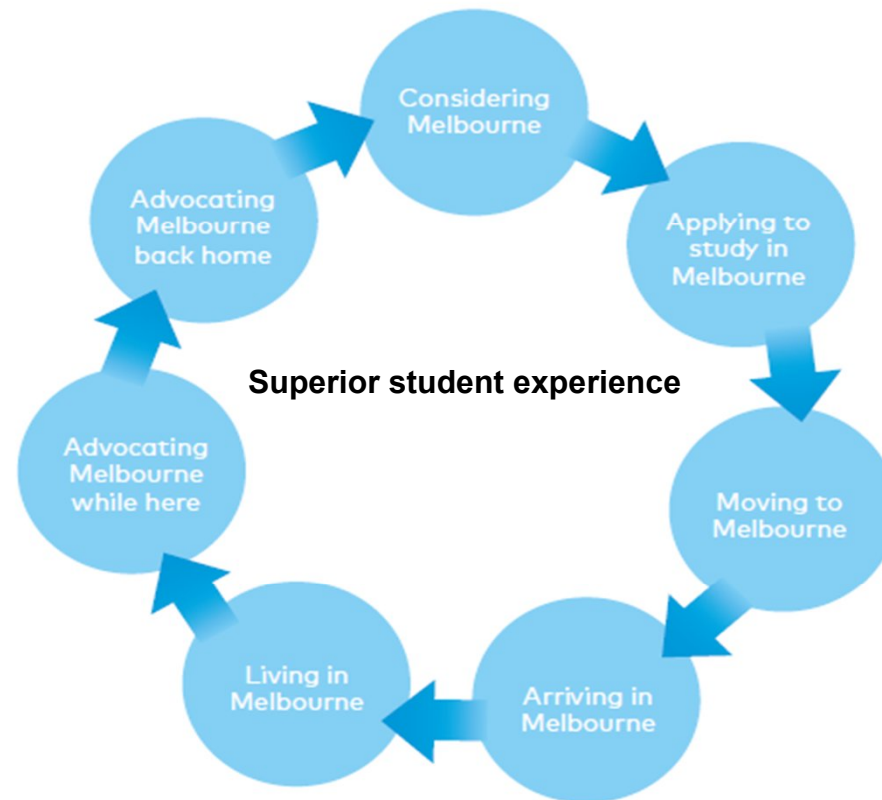 Considering
Melbourne
Applying to
study in
Melbourne
Moving to
Melbourne
Arriving in
Melbourne
Living in
Melbourne
Advocating
Melbourne
while here
Advocating
Melbourne
back home
Superior student experience